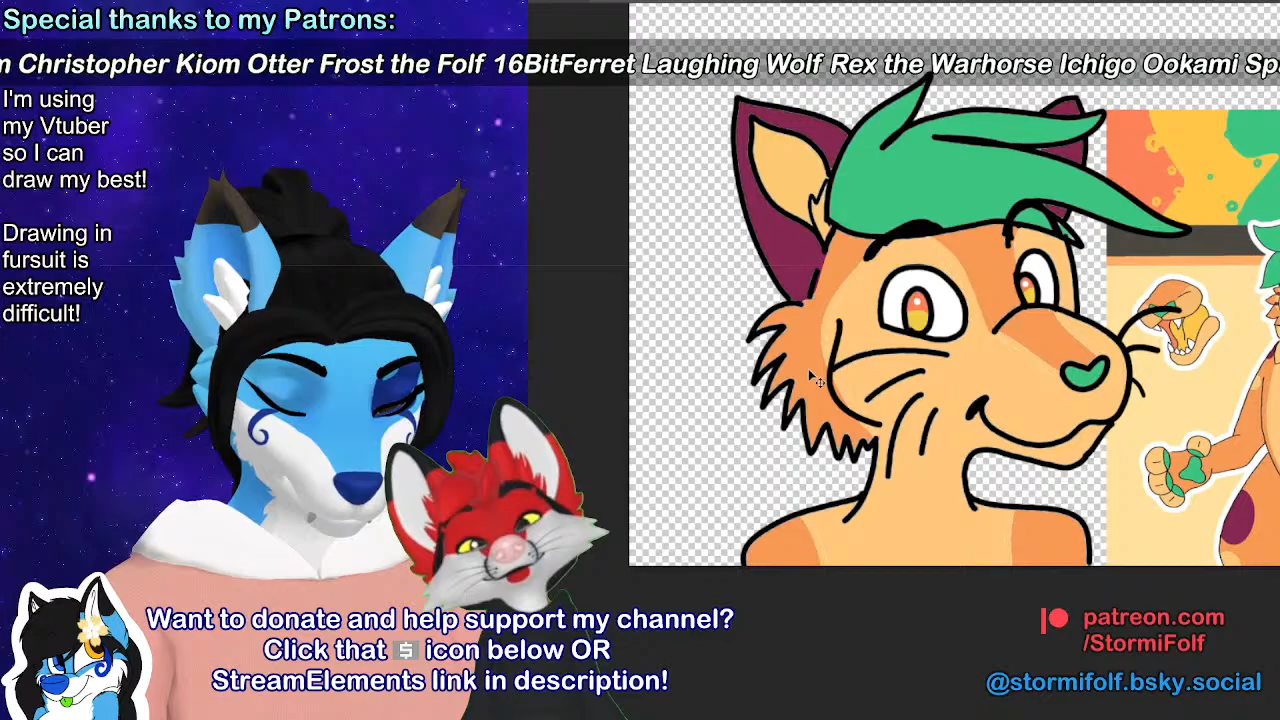 Special thanks to my Patrons:
Christopher Kiom Otter Frost the Folf 16BitFerret Laughing Wolf Rex the Warhorse Ichigo Ookami
I'm using
my Vtuber
so I can
draw my best!
Drawing in
fursuit is
extremely
difficult!
Want to donate and help support my channel?
Click that $ icon below OR
StreamElements link in description!
patreon.com
/StormiFolf
@stormifolf.bsky.social